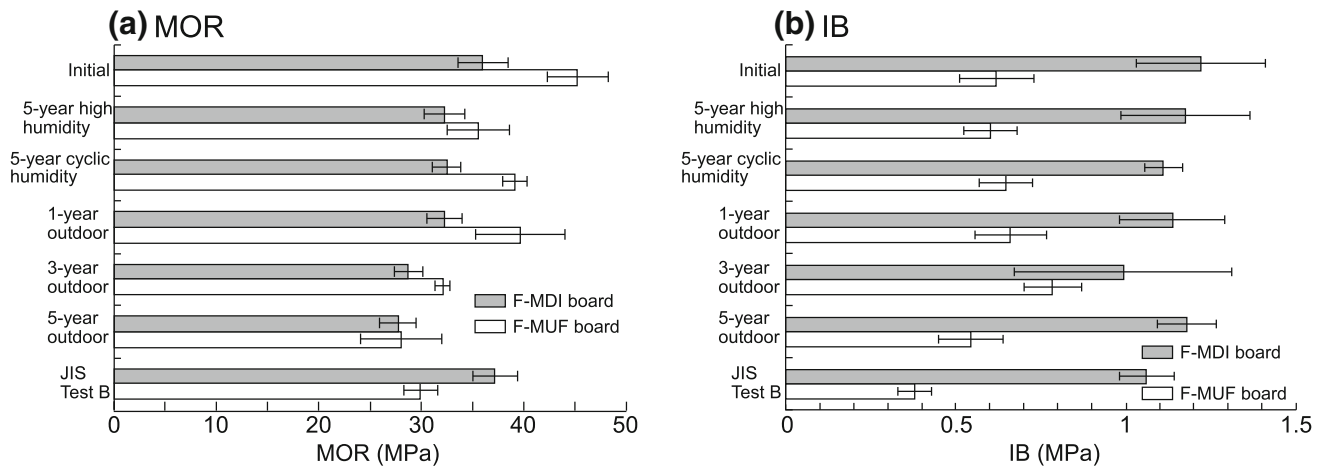 (a) MOR
Initial
5-year high
humidity
5-year cyclic
humidity
1-year
outdoor
3-year
outdoor
5-year
outdoor
JIS
Test B
F-MDI board
F-MUF board
0 10 20 30 40 50
MOR (MPa)
(b) IB
Initial
5-year high
humidity
5-year cyclic
humidity
1-year
outdoor
3-year
outdoor
5-year
outdoor
JIS
Test B
F-MDI board
F-MUF board
0 0.5 1 1.5
IB (MPa)